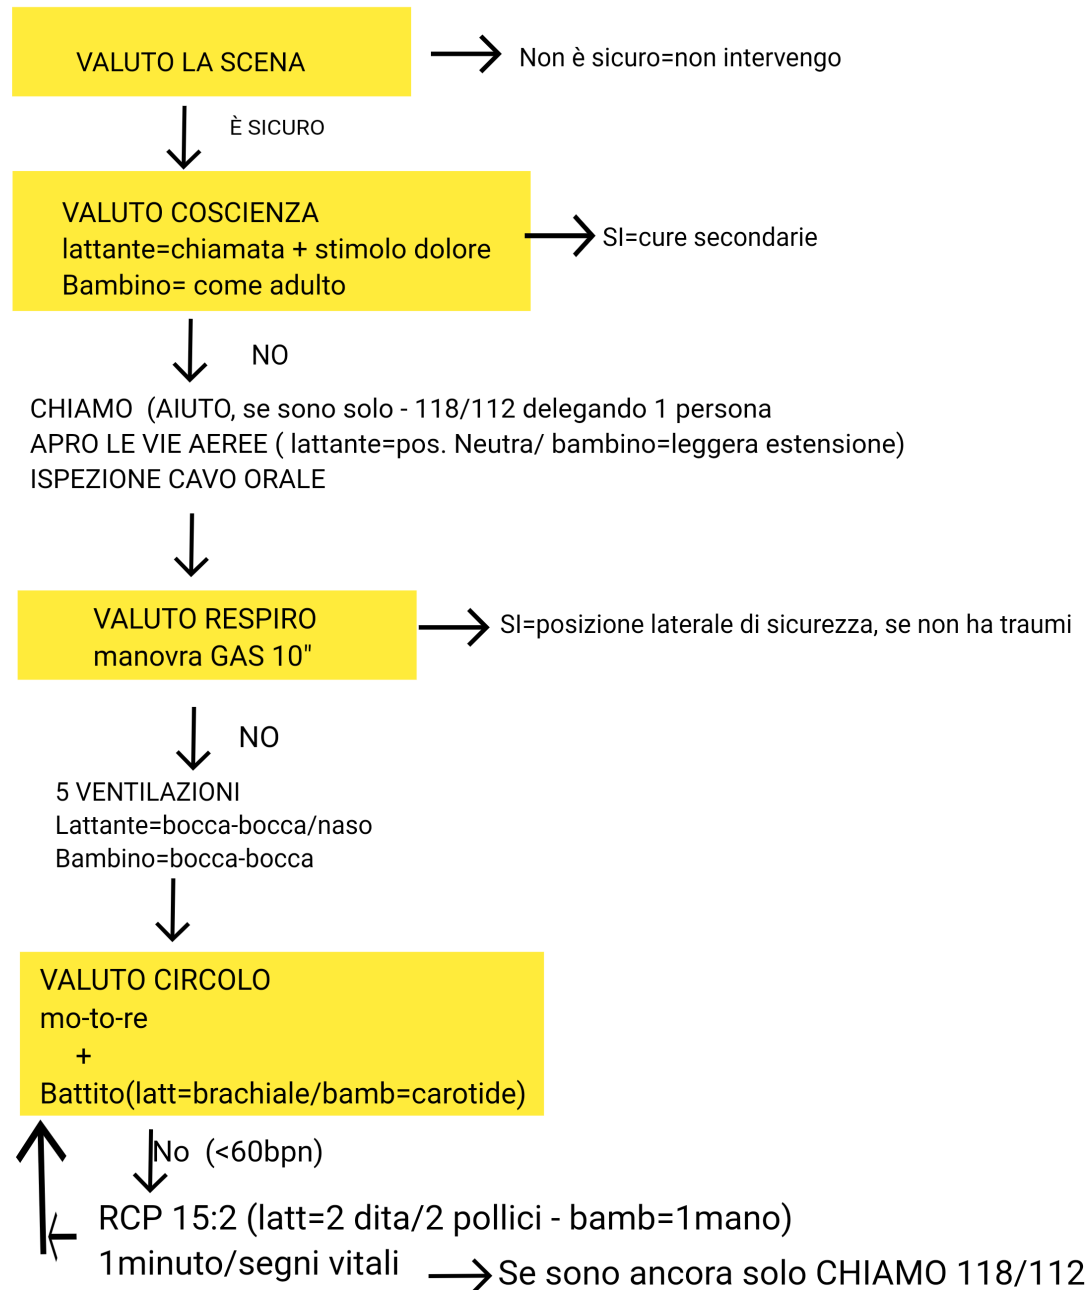 VALUTO LA SCENA
Non è sicuro=non intervengo
È SICURO
VALUTO COSCIENZA
lattante=chiamata + stimolo dolore
Bambino= come adulto
SI=cure secondarie
NO
CHIAMO (AIUTO, se sono solo - 118/112 delegando 1 persona
APRO LE VIE AEREE ( lattante=pos. Neutra/ bambino=leggera estensione)
ISPEZIONE CAVO ORALE
VALUTO RESPIRO
manovra GAS 10"
SI=posizione laterale di sicurezza, se non ha traumi
NO
5 VENTILAZIONI
Lattante=bocca-bocca/naso
Bambino=bocca-bocca
VALUTO CIRCOLO
mo-to-re
+
Battito(latt=brachiale/bamb=carotide)
No (<60bpn)
RCP 15:2 (latt=2 dita/2 pollici - bamb=1mano)
1minuto/segni vitali
Se sono ancora solo CHIAMO 118/112